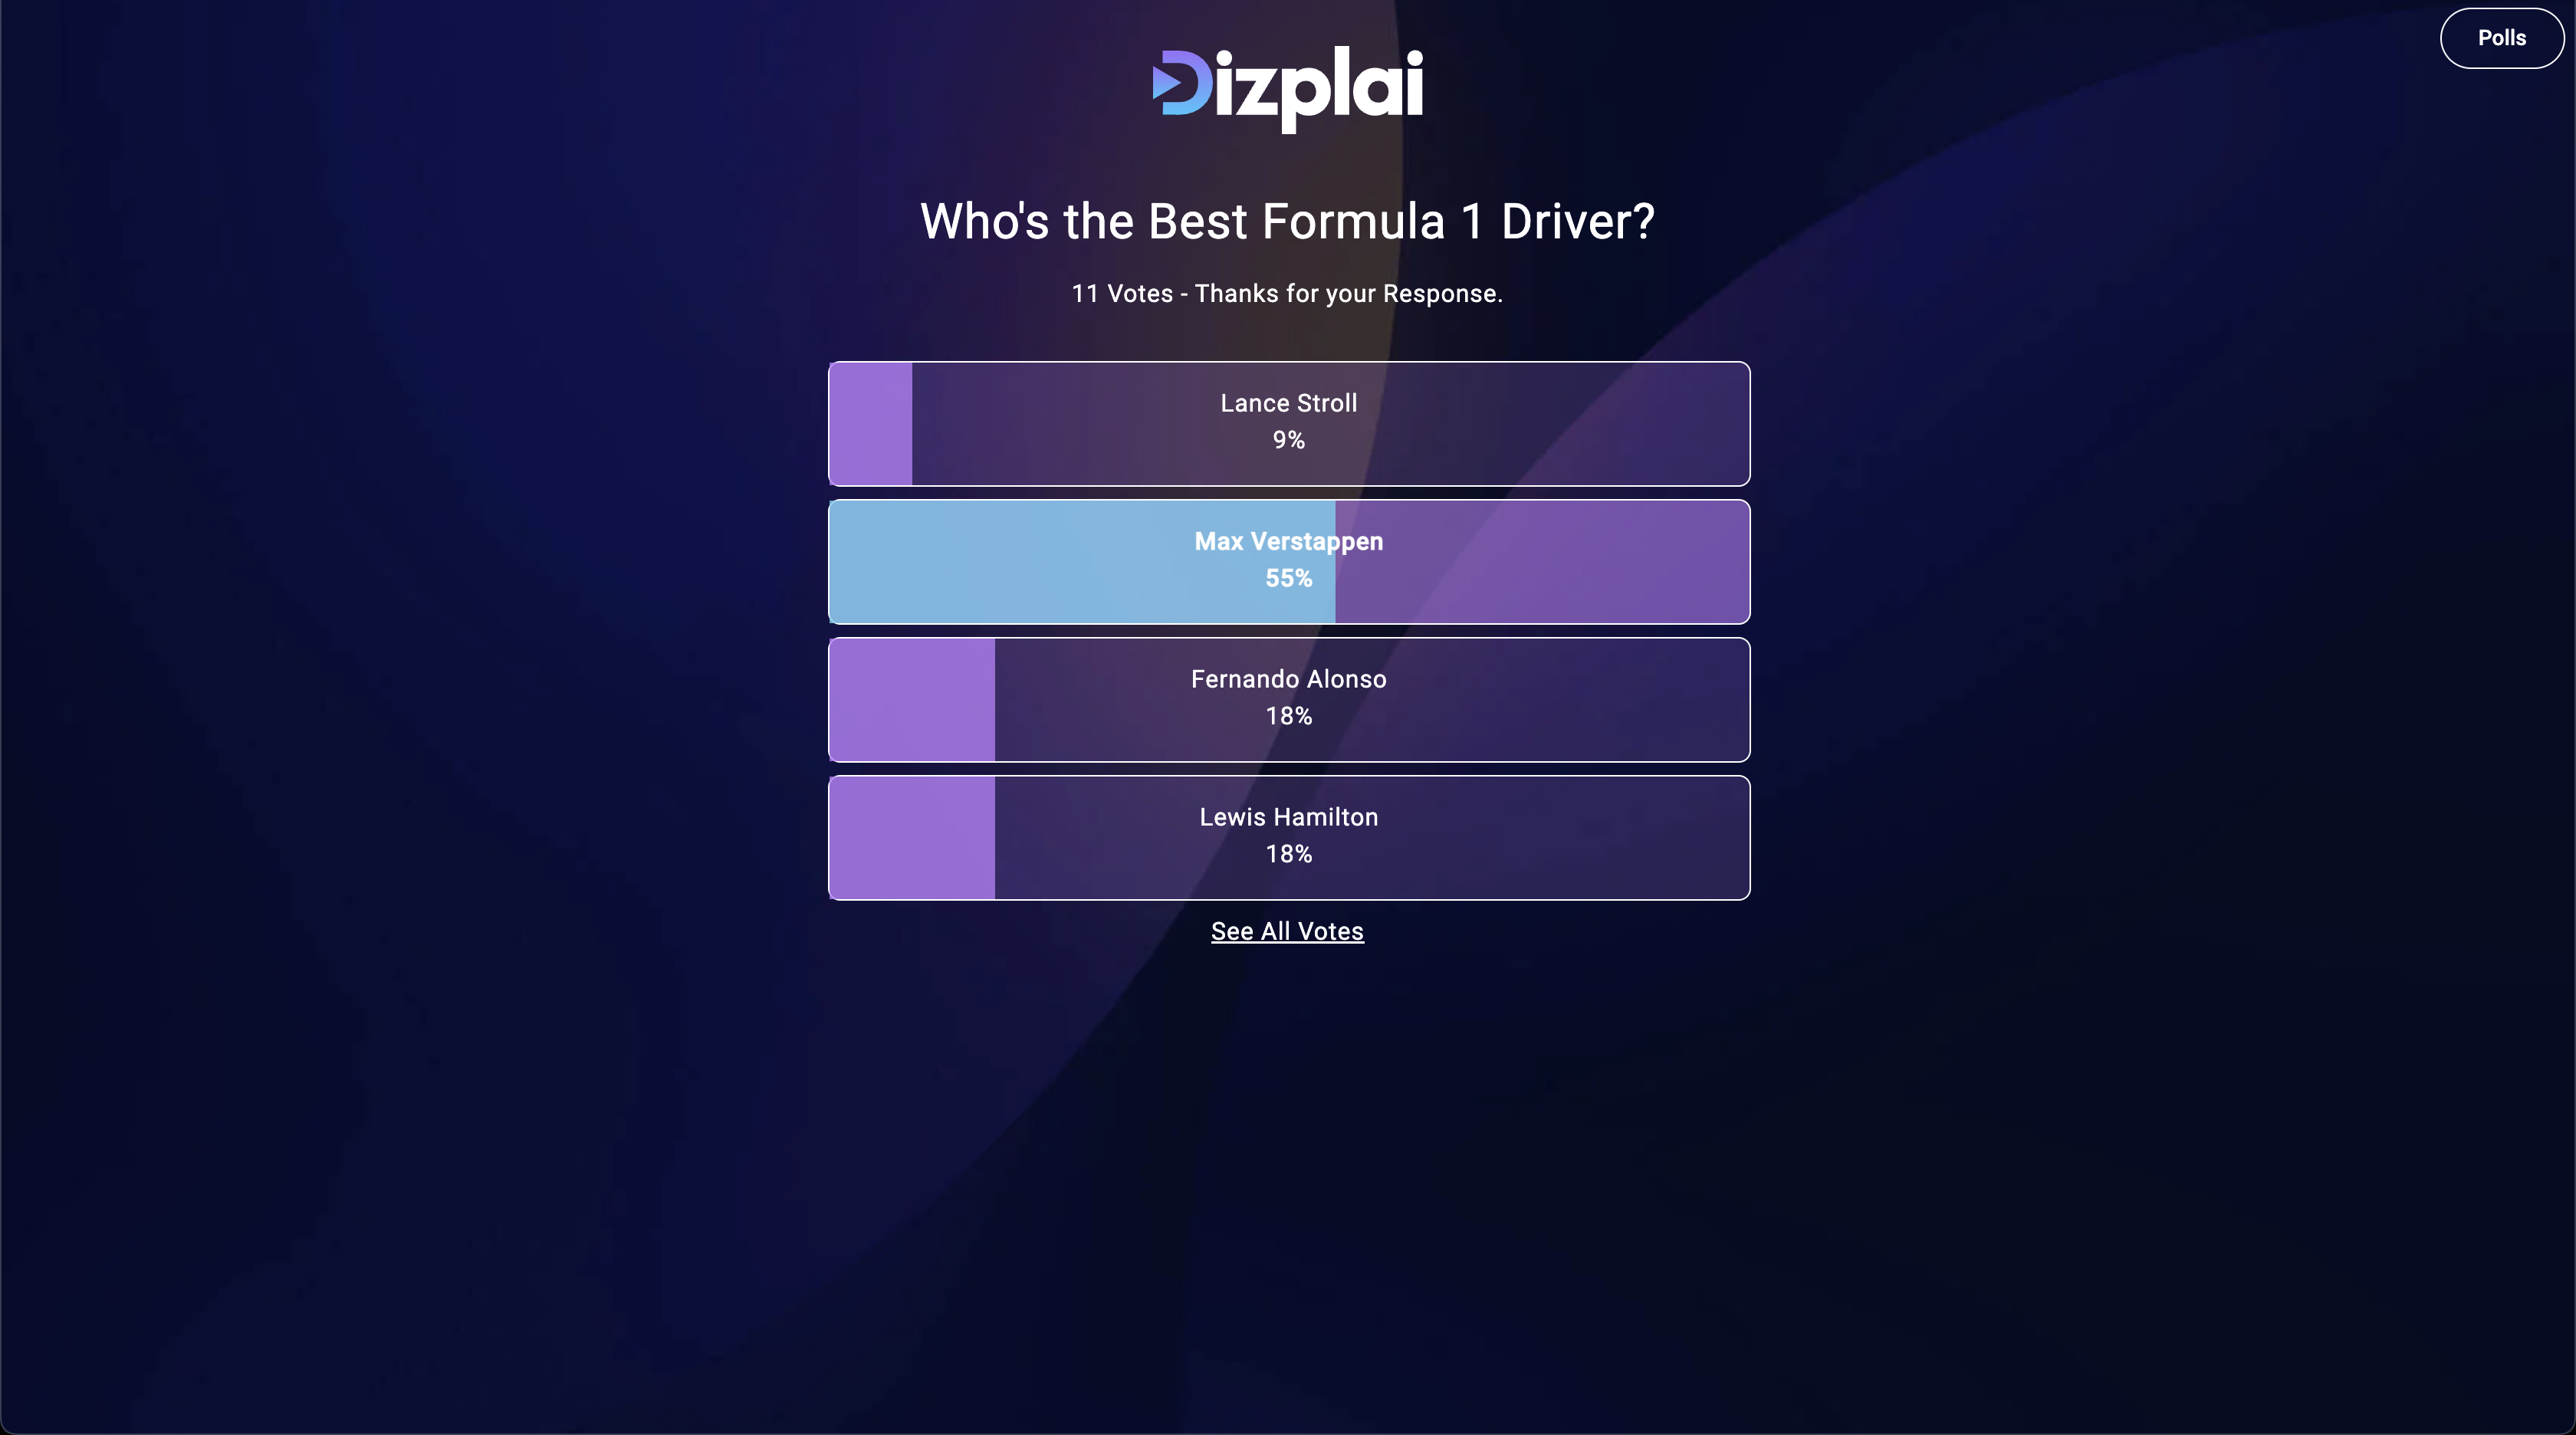 Polls
Dizplai
Who's the Best Formula 1 Driver?
11 Votes - Thanks for your Response.
Lance Stroll
9%
Max Verstappen
55%
Fernando Alonso
18%
Lewis Hamilton
18%
See All Votes